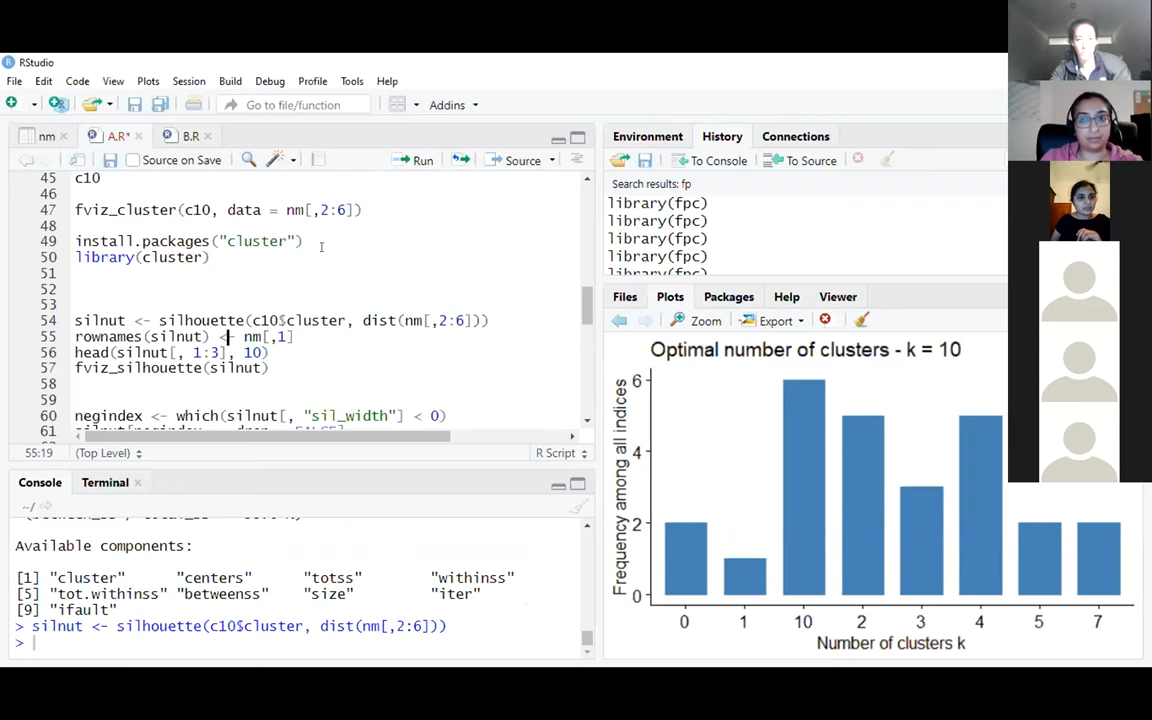 RStudio
File Edit Code View Plots Session Build Debug Profile Tools Help
Go to file/function Addins
nm A.R* B.R
Source on Save Run Source
45 c10
46
47 fviz_cluster(c10, data = nm[,2:6])
48
49 install.packages("cluster")
50 library(cluster)
51
52
53
54 silnut <- silhouette(c10$cluster, dist(nm[,2:6]))
55 rownames(silnut) <- nm[,1]
56 head(silnut[, 1:3], 10)
57 fviz_silhouette(silnut)
58
59
60 negindex <- which(silnut[, "sil_width"] < 0)
61
55:19 (Top Level) R Script
Console Terminal
~/
Available components:
[1] "cluster" "centers" "totss" "withinss"
[5] "tot.withinss" "betweenss" "size" "iter"
[9] "ifault"
> silnut <- silhouette(c10$cluster, dist(nm[,2:6]))
>
Environment History Connections
To Console To Source
Search results: fp
library(fpc)
library(fpc)
library(fpc)
library(fpc)
library(fpc)
Files Plots Packages Help Viewer
Zoom Export
Optimal number of clusters - k = 10
Frequency among all indices
6
4
2
0
0 1 10 2 3 4 5 7
Number of clusters k